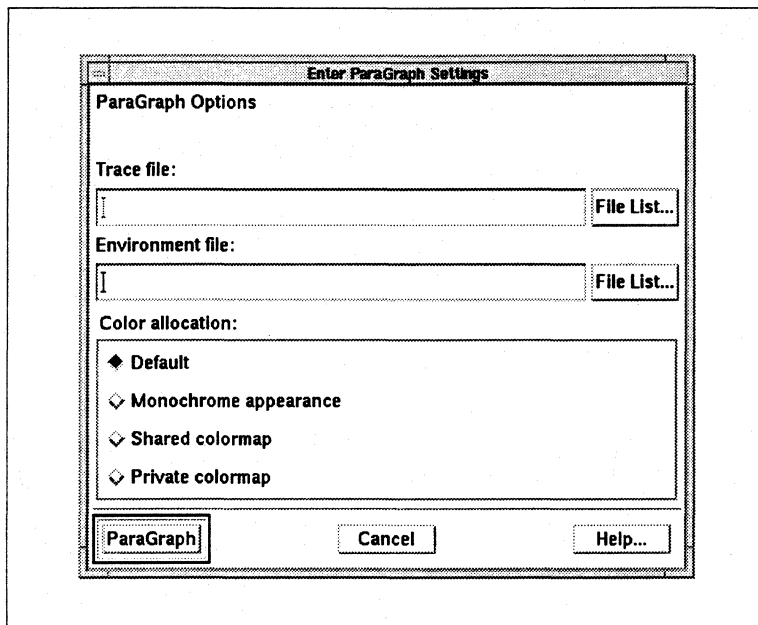 Enter ParaGraph Settings
ParaGraph Options
Trace file:
File List...
Environment file:
File List...
Color allocation:
Default
Monochrome appearance
Shared colormap
Private colormap
ParaGraph
Cancel
Help...